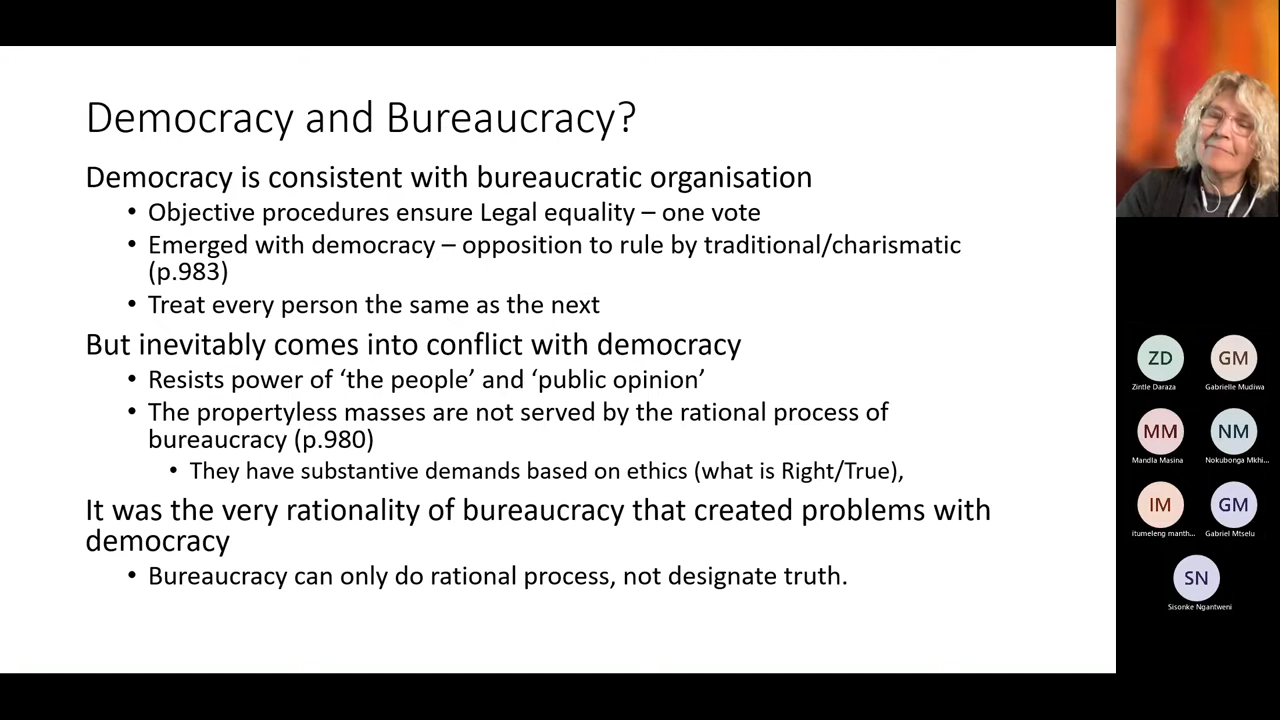 Democracy and Bureaucracy?
Democracy is consistent with bureaucratic organisation
• Objective procedures ensure Legal equality – one vote
• Emerged with democracy – opposition to rule by traditional/charismatic
(p.983)
• Treat every person the same as the next
But inevitably comes into conflict with democracy
• Resists power of ‘the people’ and ‘public opinion’
• The propertyless masses are not served by the rational process of
bureaucracy (p.980)
• They have substantive demands based on ethics (what is Right/True),
It was the very rationality of bureaucracy that created problems with
democracy
• Bureaucracy can only do rational process, not designate truth.
ZD
GM
Zintle Daraza
Gabrielle Mudiwa
MM
NM
Mandla Masina
Nokubonga Mkhi...
IM
GM
itumeleng manth...
Gabriel Mtselu
SN
Sisonke Ngantweni